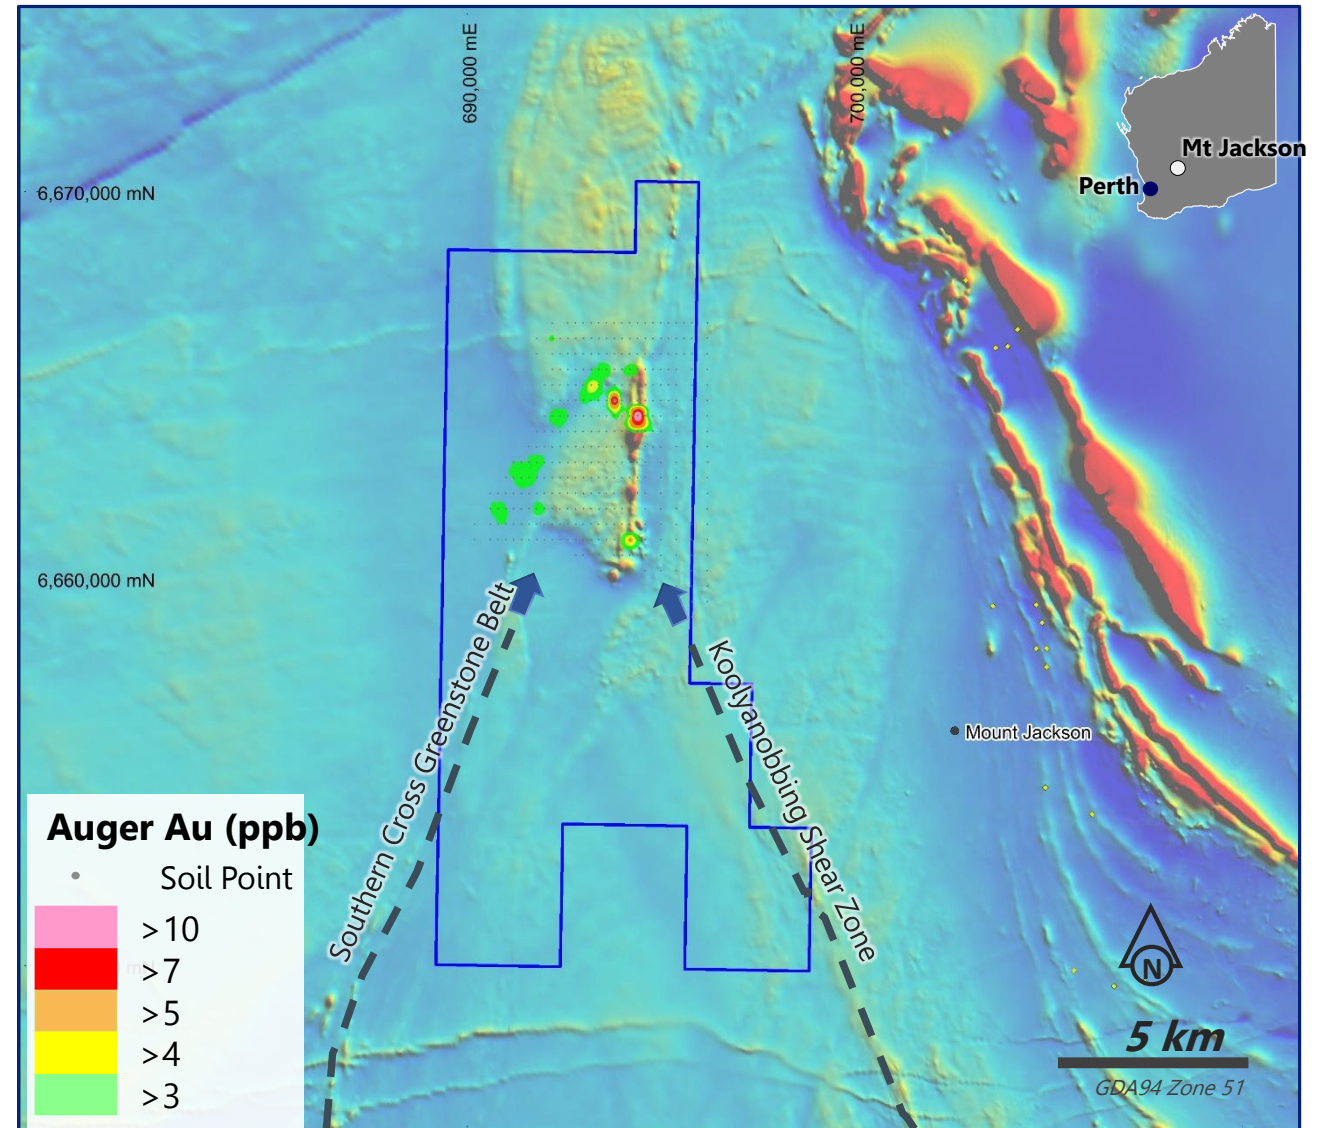 690,000 mE
700,000 mE
Mt Jackson
Perth
6,670,000 mN
6,660,000 mN
Southern Cross Greenstone Belt
Koolyanobbing Shear Zone
Mount Jackson
Auger Au (ppb)
Soil Point
>10
>7
>5
>4
>3
N
5 km
GDA94 Zone 51